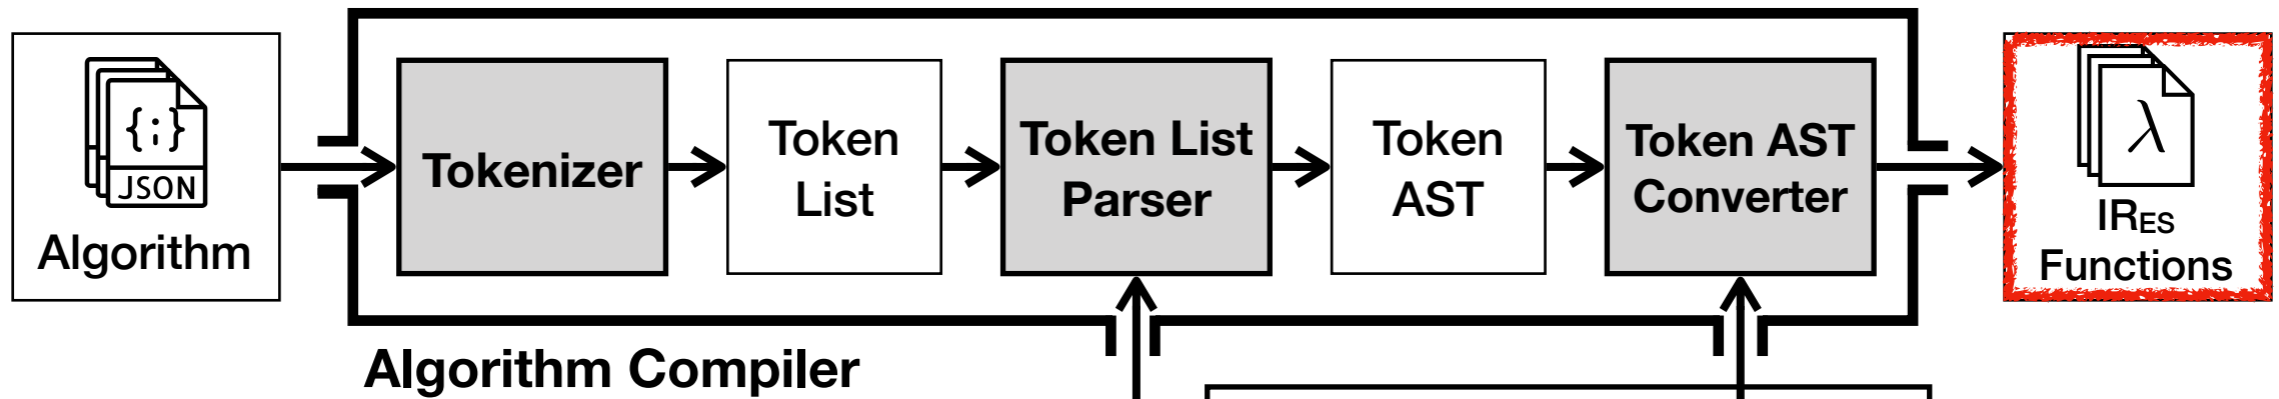 {;}
JSON
Algorithm
Tokenizer
Token
List
Token List
Parser
Token
AST
Token AST
Converter
λ
IRES
Functions
Algorithm Compiler